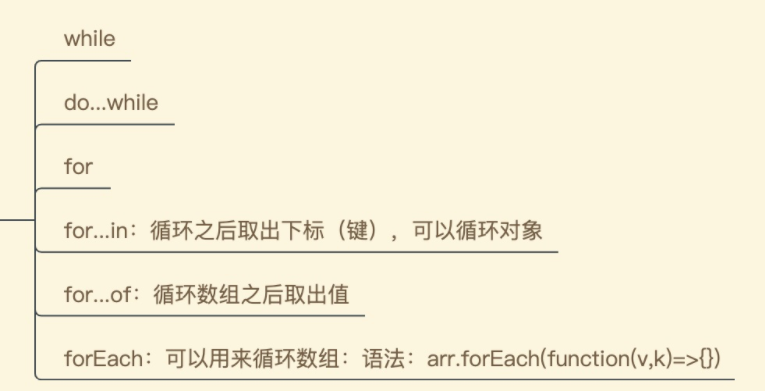 while
do...while
for
for...in：循环之后取出下标（键），可以循环对象
for...of：循环数组之后取出值
forEach：可以用来循环数组：语法：arr.forEach(function(v,k)=>{})